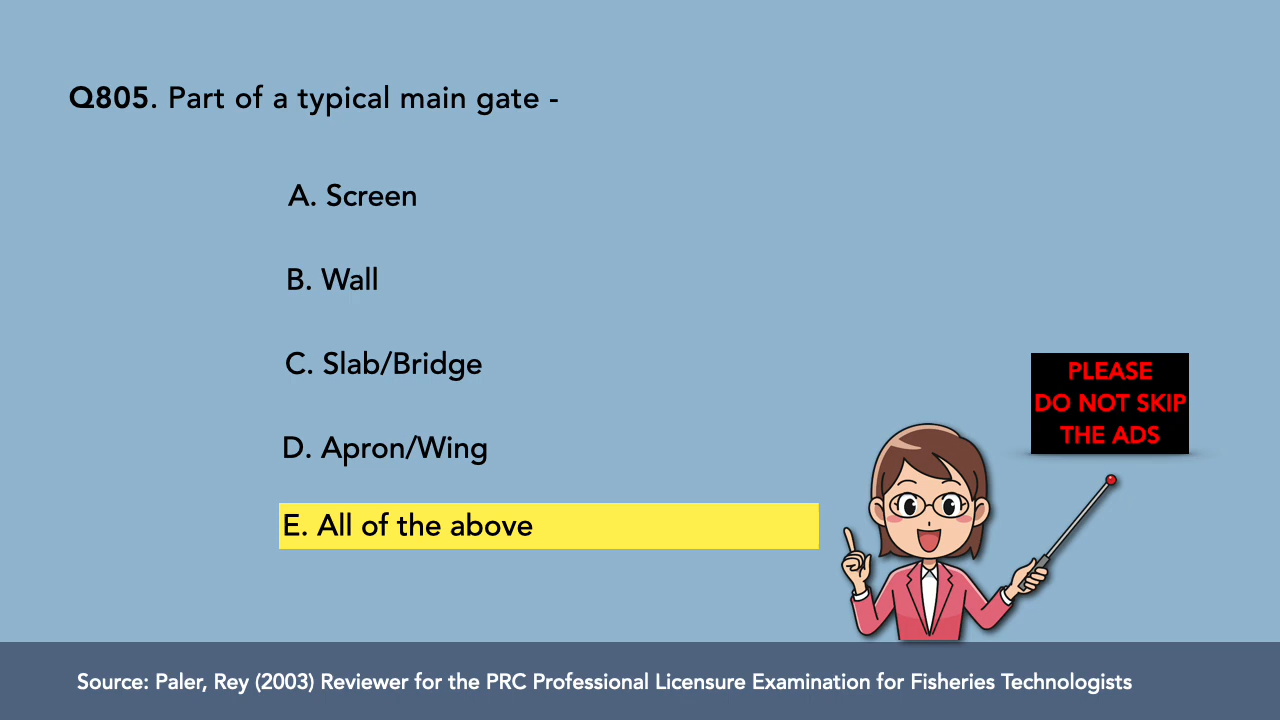 Q805. Part of a typical main gate -
A. Screen
B. Wall
C. Slab/Bridge
D. Apron/Wing
E. All of the above
PLEASE
DO NOT SKIP
THE ADS
Source: Paler, Rey (2003) Reviewer for the PRC Professional Licensure Examination for Fisheries Technologists